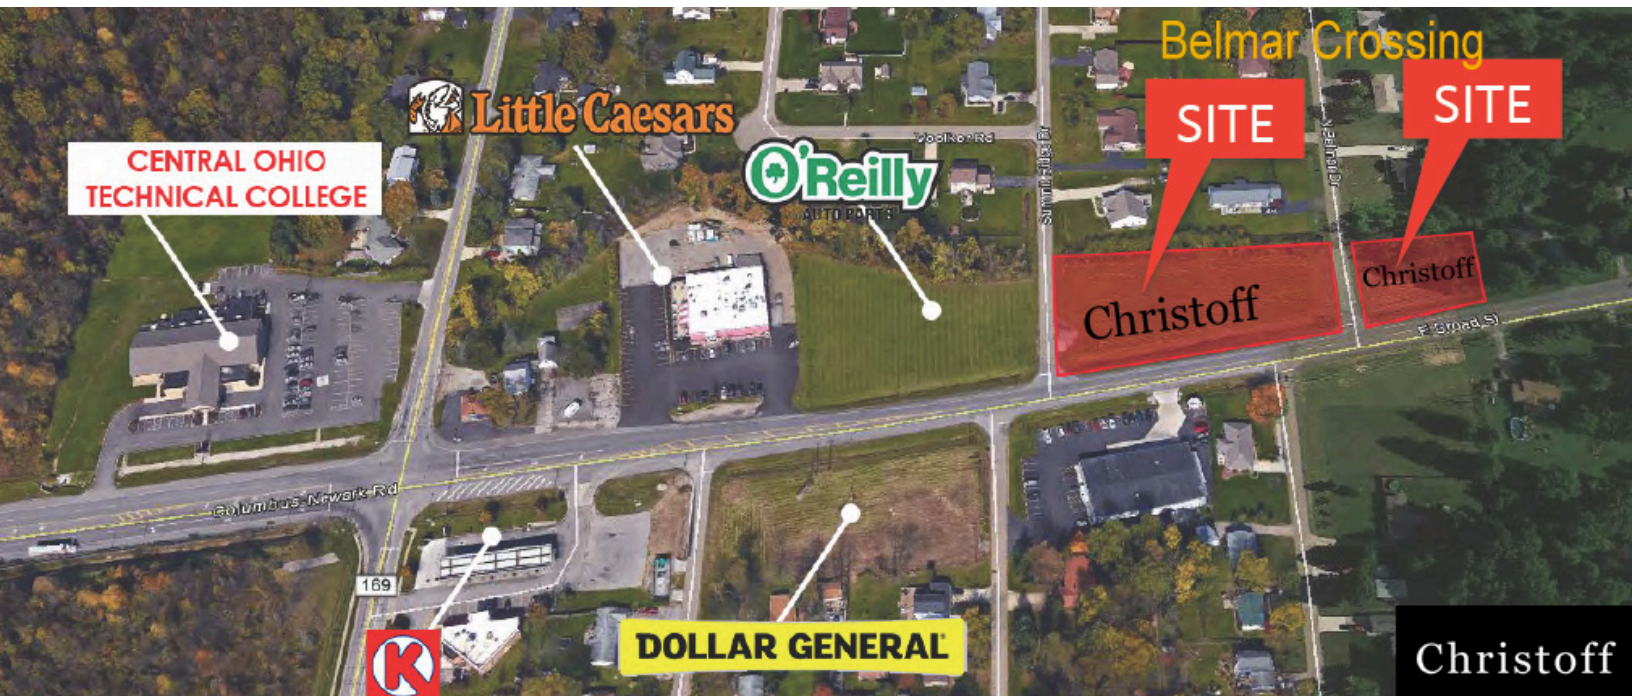 Belmar Crossing
SITE
SITE
Little Caesars
CENTRAL OHIO
TECHNICAL COLLEGE
O'Reilly
AUTO PARTS
Christoff
Christoff
E Broad St
Columbus-Newark Rd
169
K
DOLLAR GENERAL
Christoff